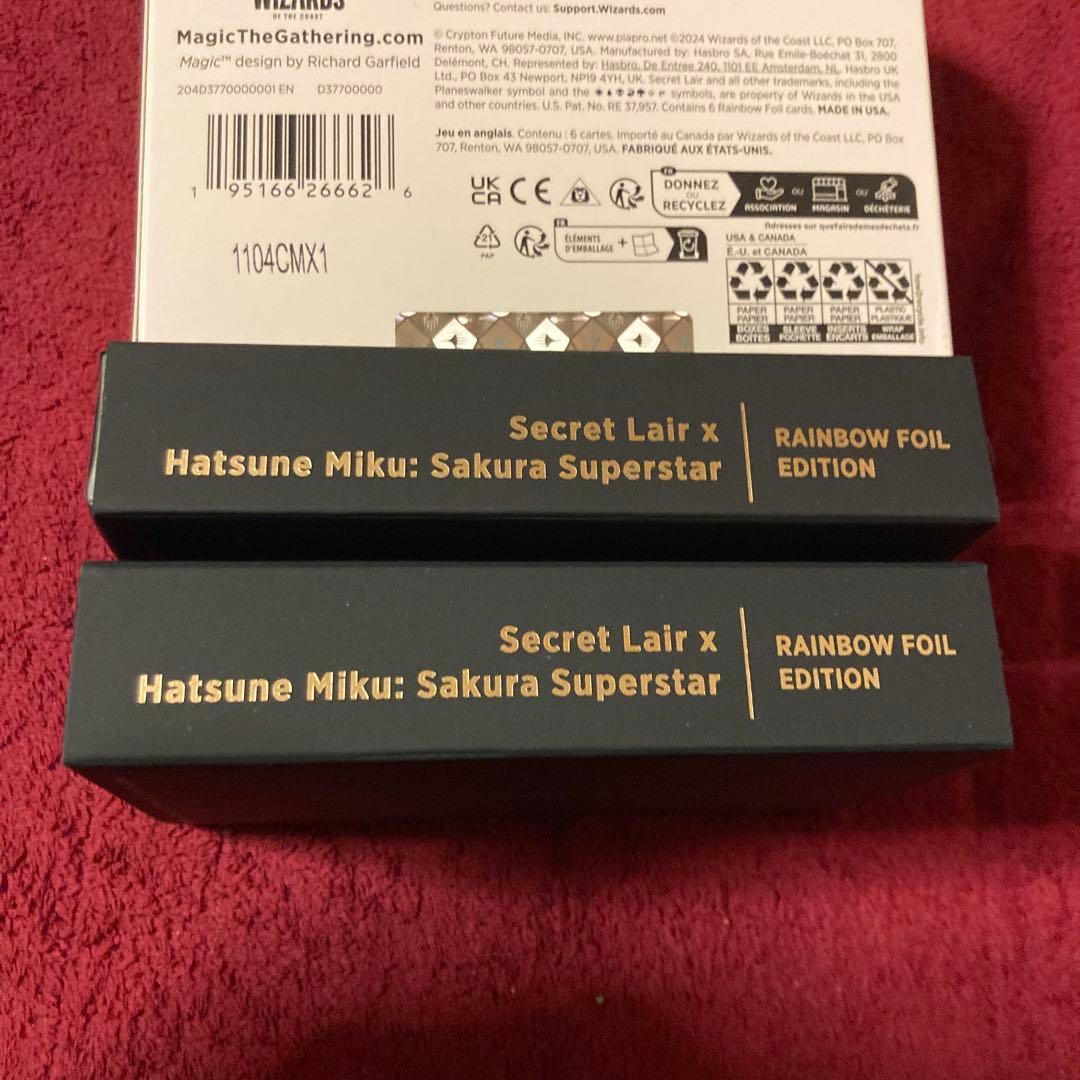 WIZARDS
OF THE COAST
MagicTheGathering.com
Magic™ design by Richard Garfield
204D3770000001 EN D37700000
1 95166 26662 6
1104CMX1
Questions? Contact us: Support.Wizards.com
© Crypton Future Media, INC. www.piapro.net ©2024 Wizards of the Coast LLC, PO Box 707,
Renton, WA 98057-0707, USA. Manufactured by: Hasbro SA, Rue Emile-Boéchat 31, 2800
Delémont, CH. Represented by: Hasbro, De Entree 240, 1101 EE Amsterdam, NL. Hasbro UK
Ltd., PO Box 43 Newport, NP19 4YH, UK. Secret Lair and all other trademarks, including the
Planeswalker symbol and the symbols, are property of Wizards in the USA
and other countries. U.S. Pat. No. RE 37,957. Contains 6 Rainbow Foil cards. MADE IN USA.
Jeu en anglais. Contenu : 6 cartes. Importé au Canada par Wizards of the Coast LLC, PO Box
707, Renton, WA 98057-0707, USA. FABRIQUÉ AUX ÉTATS-UNIS.
UK
CA CE
FR
DONNEZ
OU
RECYCLEZ
ASSOCIATION OU MAGASIN OU DÉCHÈTERIE
Adresses sur quefairedemesdechets.fr
21
PAP
FR
ÉLÉMENTS
D'EMBALLAGE +
USA & CANADA
É.-U. et CANADA
PAPER PAPER PAPER PLASTIC
PAPIER PAPIER PAPIER PLASTIQUE
BOXES SLEEVE INSERTS WRAP
BOÎTES POCHETTE ENCARTS EMBALLAGE
how2recycle.info
Secret Lair x
Hatsune Miku: Sakura Superstar
RAINBOW FOIL
EDITION
Secret Lair x
Hatsune Miku: Sakura Superstar
RAINBOW FOIL
EDITION